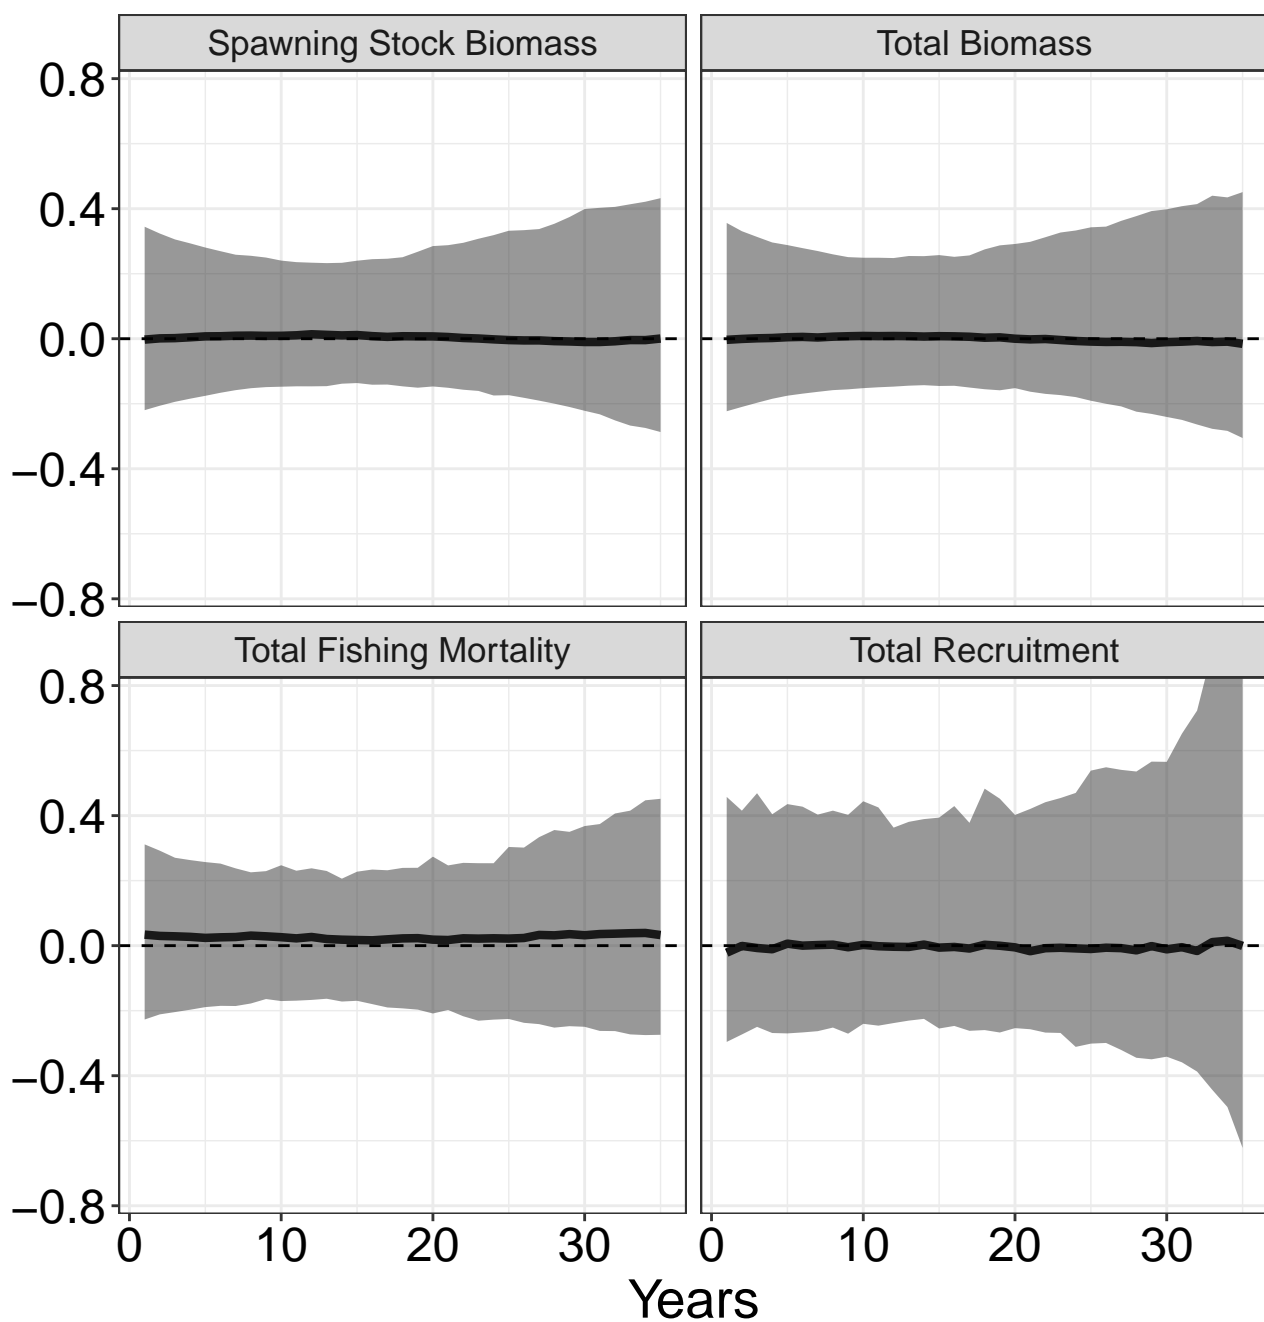 Spawning Stock Biomass
Total Biomass
0.8
0.4
0.0
−0.4
−0.8
Total Fishing Mortality
Total Recruitment
0.8
0.4
0.0
−0.4
−0.8
0 10 20 30
0 10 20 30
Years